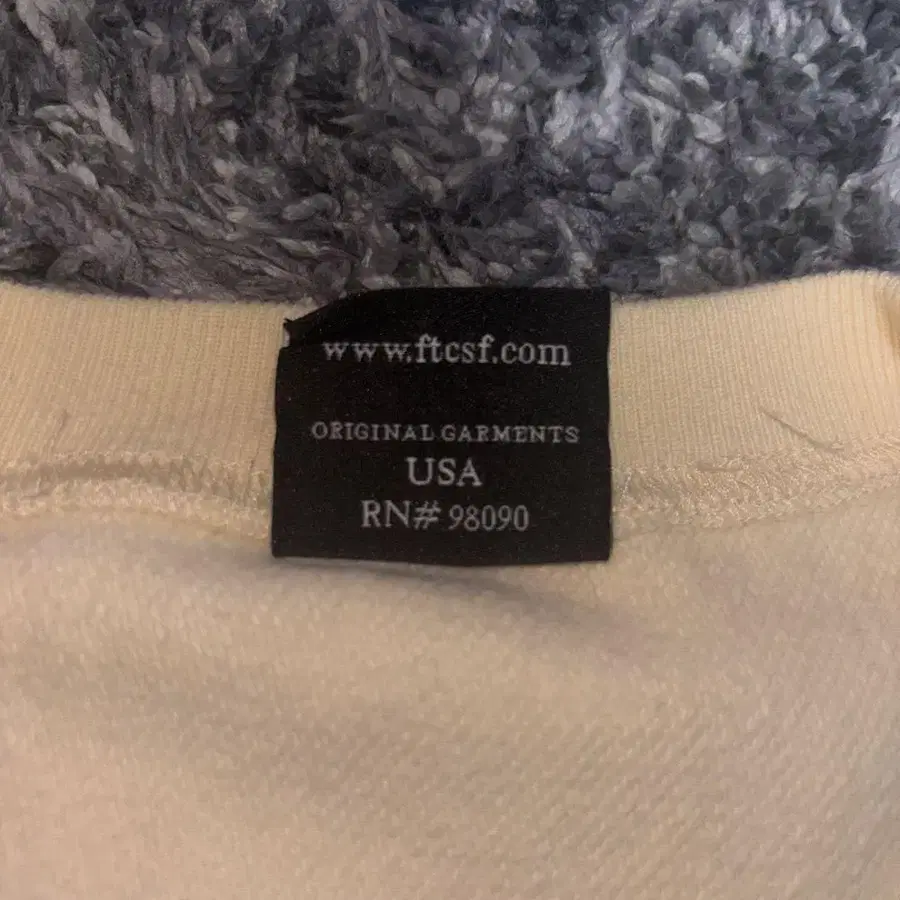 www.ftcsf.com
ORIGINAL GARMENTS
USA
RN# 98090